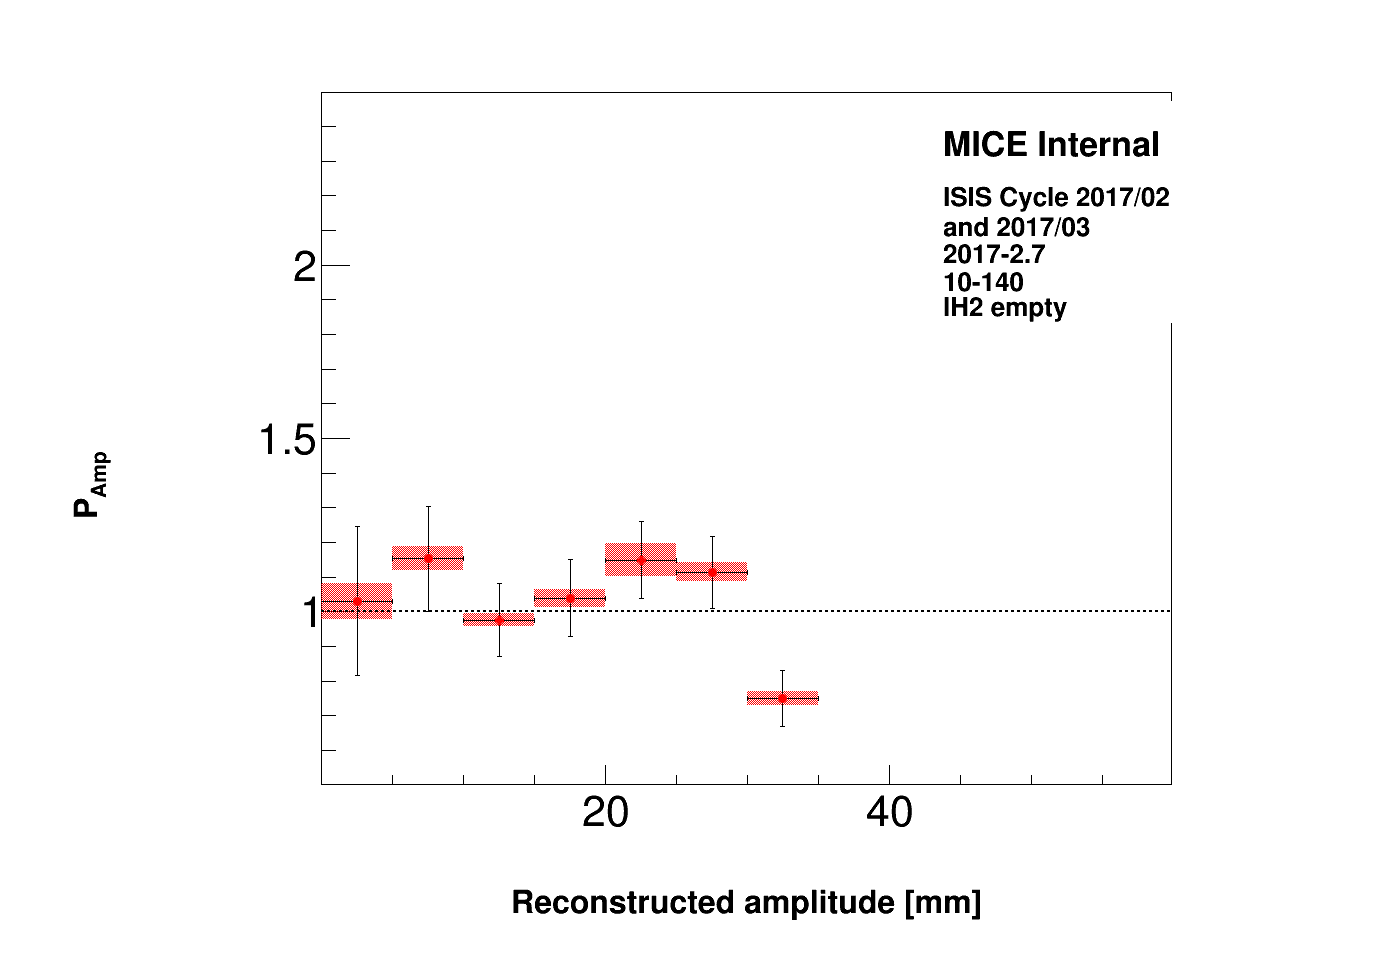 MICE Internal
ISIS Cycle 2017/02
and 2017/03
2017-2.7
10-140
lH2 empty
2
1.5
1
P_Amp
20
40
Reconstructed amplitude [mm]